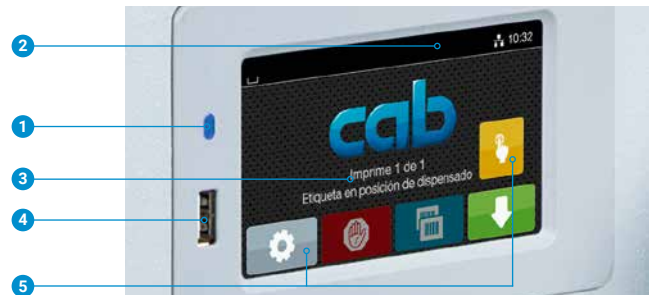 2
10:32
1
cab
3
Imprime 1 de 1
Etiqueta en posición de dispensado
4
5